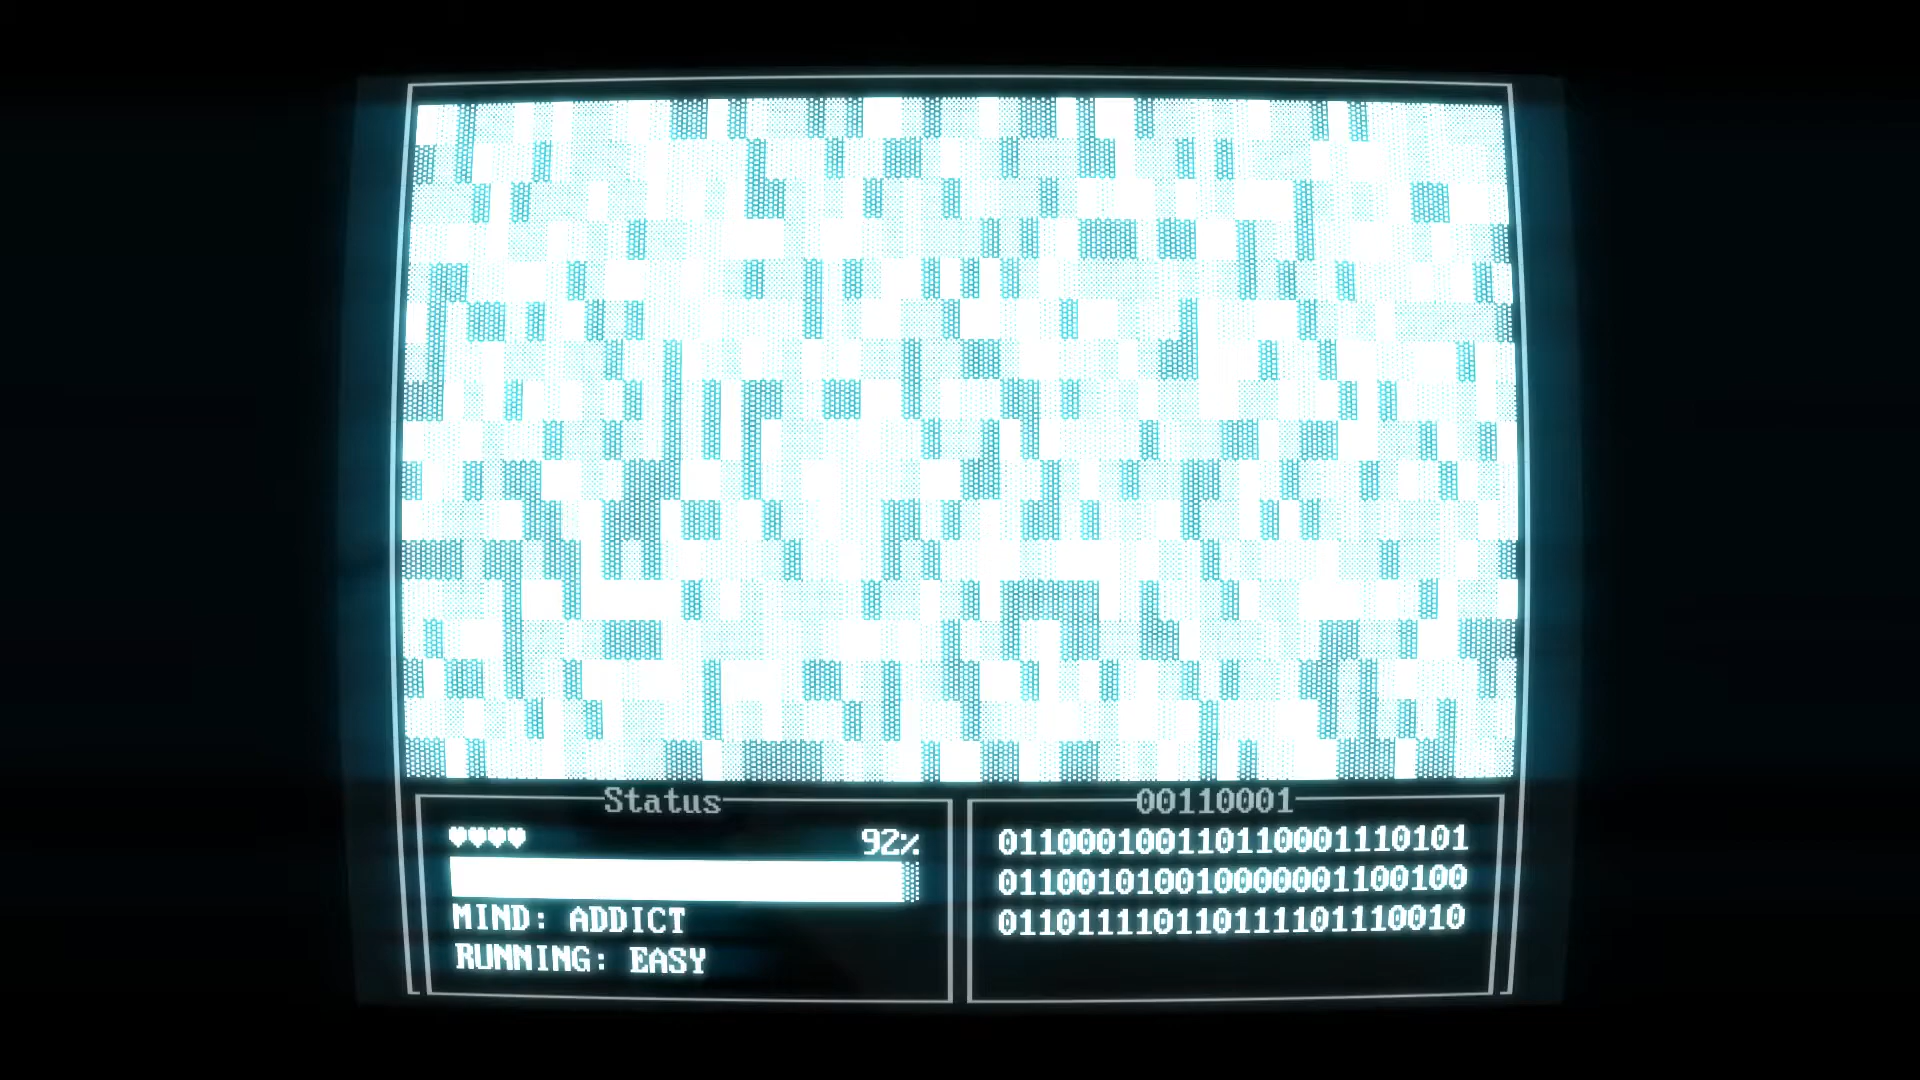 Status
♥♥♥♥ 92%
MIND: ADDICT
RUNNING: EASY
00110001
011000100110110001110101
011001010010000001100100
011011110110111101110010